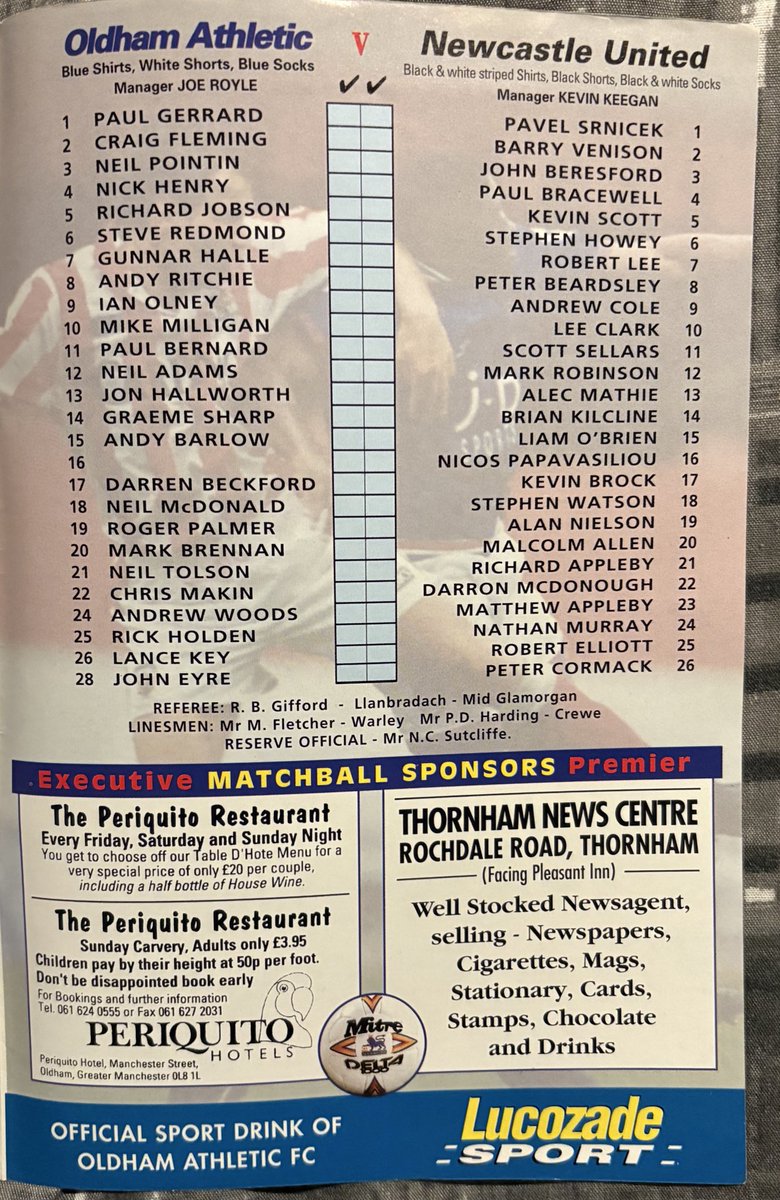 Oldham Athletic V Newcastle United
Blue Shirts, White Shorts, Blue Socks
Manager JOE ROYLE
Black & white striped Shirts, Black Shorts, Black & white Socks
Manager KEVIN KEEGAN
1 PAUL GERRARD
2 CRAIG FLEMING
3 NEIL POINTIN
4 NICK HENRY
5 RICHARD JOBSON
6 STEVE REDMOND
7 GUNNAR HALLE
8 ANDY RITCHIE
9 IAN OLNEY
10 MIKE MILLIGAN
11 PAUL BERNARD
12 NEIL ADAMS
13 JON HALLWORTH
14 GRAEME SHARP
15 ANDY BARLOW
16
17 DARREN BECKFORD
18 NEIL McDONALD
19 ROGER PALMER
20 MARK BRENNAN
21 NEIL TOLSON
22 CHRIS MAKIN
24 ANDREW WOODS
25 RICK HOLDEN
26 LANCE KEY
28 JOHN EYRE
PAVEL SRNICEK 1
BARRY VENISON 2
JOHN BERESFORD 3
PAUL BRACEWELL 4
KEVIN SCOTT 5
STEPHEN HOWEY 6
ROBERT LEE 7
PETER BEARDSLEY 8
ANDREW COLE 9
LEE CLARK 10
SCOTT SELLARS 11
MARK ROBINSON 12
ALEC MATHIE 13
BRIAN KILCLINE 14
LIAM O'BRIEN 15
NICOS PAPAVASILIOU 16
KEVIN BROCK 17
STEPHEN WATSON 18
ALAN NIELSON 19
MALCOLM ALLEN 20
RICHARD APPLEBY 21
DARRON MCDONOUGH 22
MATTHEW APPLEBY 23
NATHAN MURRAY 24
ROBERT ELLIOTT 25
PETER CORMACK 26
REFEREE: R. B. Gifford - Llanbradach - Mid Glamorgan
LINESMEN: Mr M. Fletcher - Warley Mr P.D. Harding - Crewe
RESERVE OFFICIAL - Mr N.C. Sutcliffe.
Executive MATCHBALL SPONSORS Premier
The Periquito Restaurant
Every Friday, Saturday and Sunday Night
You get to choose off our Table D'Hote Menu for a
very special price of only £20 per couple,
including a half bottle of House Wine.
The Periquito Restaurant
Sunday Carvery, Adults only £3.95
Children pay by their height at 50p per foot.
Don't be disappointed book early
For Bookings and further information
Tel. 061 624 0555 or Fax 061 627 2031
PERIQUITO
HOTELS
Periquito Hotel, Manchester Street,
Oldham, Greater Manchester OL8 1L
THORNHAM NEWS CENTRE
ROCHDALE ROAD, THORNHAM
(Facing Pleasant Inn)
Well Stocked Newsagent,
selling - Newspapers,
Cigarettes, Mags,
Stationary, Cards,
Stamps, Chocolate
and Drinks
Mitre
DELTA
1000
OFFICIAL SPORT DRINK OF
OLDHAM ATHLETIC FC
Lucozade
SPORT